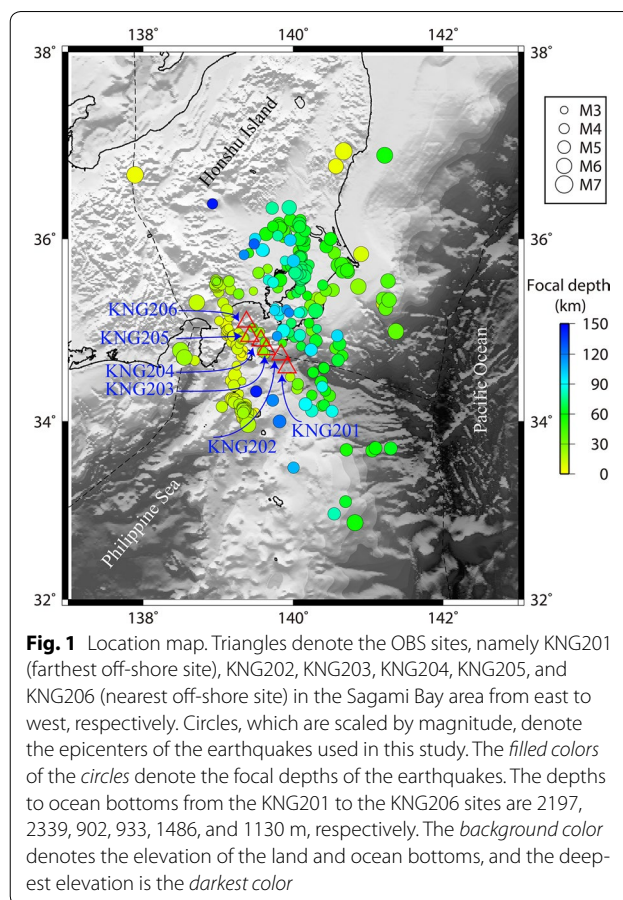 138˚ 140˚ 142˚
38˚ 38˚
M3
M4
M5
M6
M7
Honshu Island
36˚ 36˚
Focal depth
(km)
150
120
90
60
30
0
KNG206
KNG205
KNG204
KNG203
KNG202
KNG201
Pacific Ocean
34˚ 34˚
Philippine Sea
32˚ 32˚
138˚ 140˚ 142˚
Fig. 1 Location map. Triangles denote the OBS sites, namely KNG201
(farthest off-shore site), KNG202, KNG203, KNG204, KNG205, and
KNG206 (nearest off-shore site) in the Sagami Bay area from east to
west, respectively. Circles, which are scaled by magnitude, denote
the epicenters of the earthquakes used in this study. The filled colors
of the circles denote the focal depths of the earthquakes. The depths
to ocean bottoms from the KNG201 to the KNG206 sites are 2197,
2339, 902, 933, 1486, and 1130 m, respectively. The background color
denotes the elevation of the land and ocean bottoms, and the deep-
est elevation is the darkest color